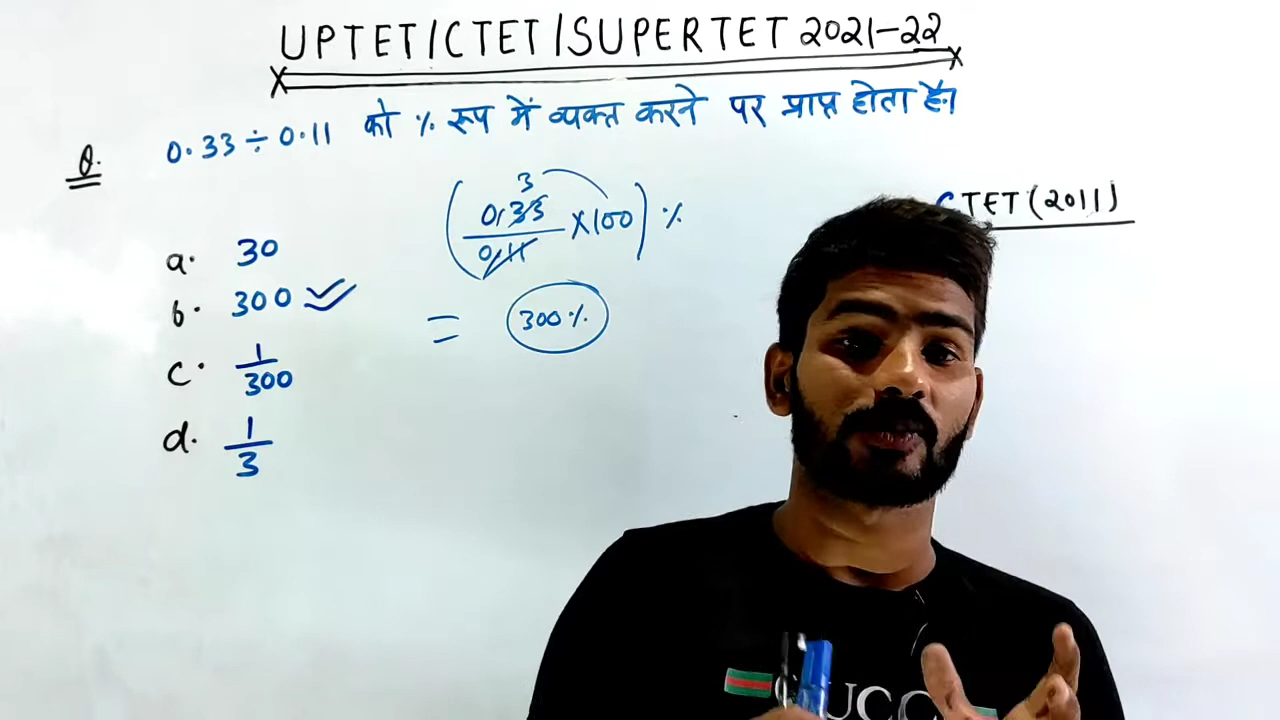 UPTET/CTET/SUPERTET 2021-22
Q. 0.33 ÷ 0.11 को % रूप में व्यक्त करने पर प्राप्त होता है।
CTET (2011)
(0.33/0.11 × 100) %
3
= 300%
a. 30
b. 300
c. 1/300
d. 1/3
GUCC